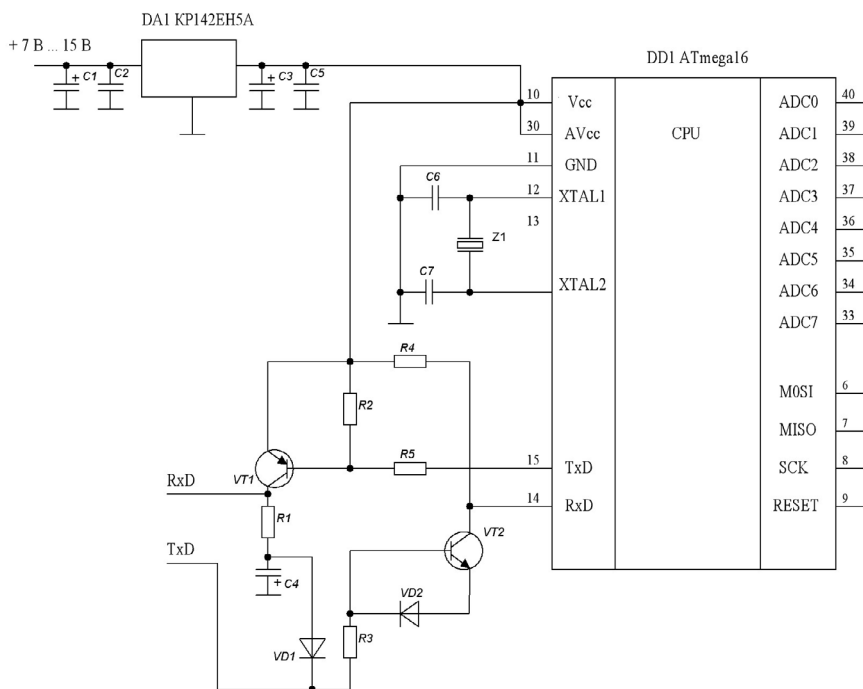 DA1 КР142ЕН5А
+ 7 В ... 15 В
C1
C2
C3
C5
DD1 ATmega16
10 Vcc
30 AVcc
11 GND
12 XTAL1
13
XTAL2
15 TxD
14 RxD
CPU
ADC0 40
ADC1 39
ADC2 38
ADC3 37
ADC4 36
ADC5 35
ADC6 34
ADC7 33
M0SI 6
MISO 7
SCK 8
RESET 9
C6
Z1
C7
R4
R2
R5
VT1
RxD
R1
VT2
TxD
C4
VD2
R3
VD1
+
+
+